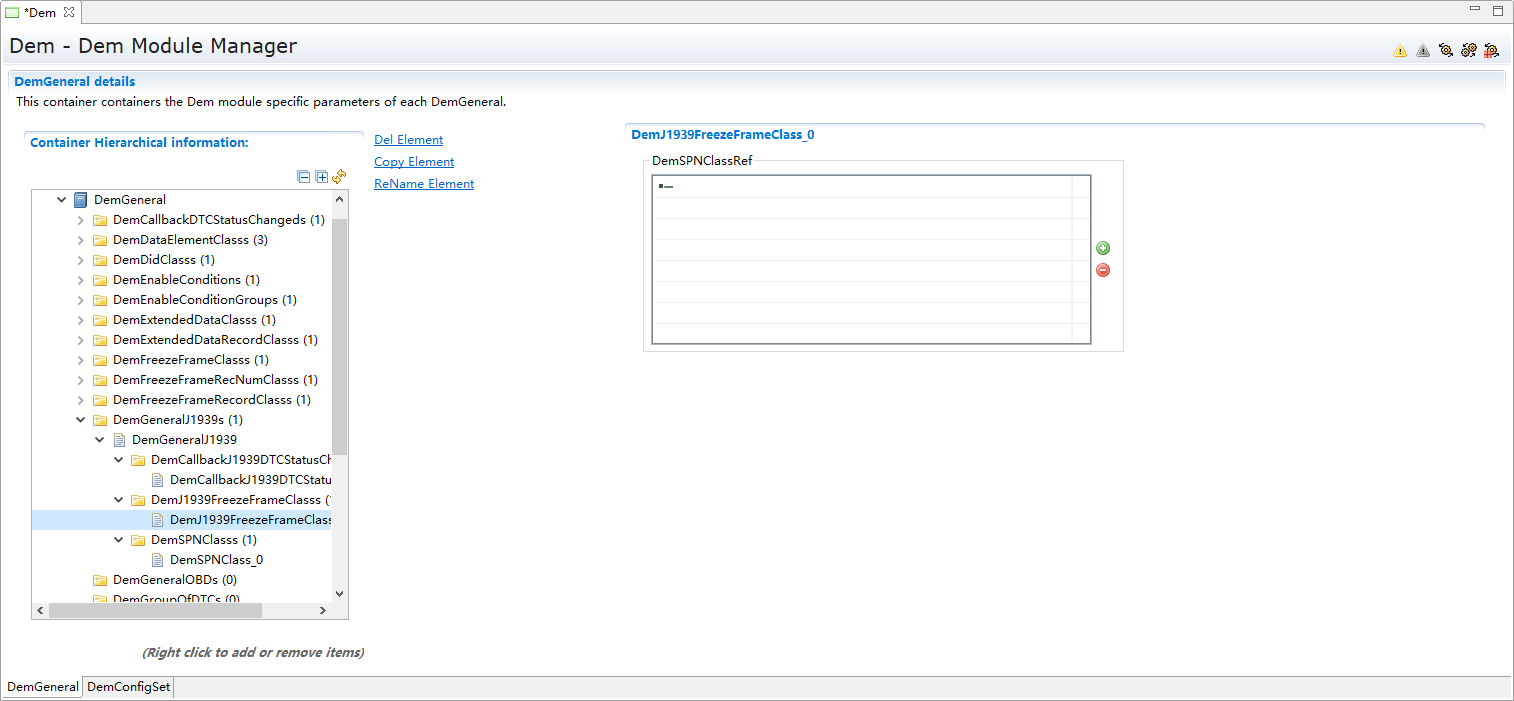 *Dem
Dem - Dem Module Manager
DemGeneral details
This container containers the Dem module specific parameters of each DemGeneral.
Container Hierarchical information:
Del Element
Copy Element
ReName Element
DemGeneral
DemCallbackDTCStatusChangeds (1)
DemDataElementClasss (3)
DemDidClasss (1)
DemEnableConditions (1)
DemEnableConditionGroups (1)
DemExtendedDataClasss (1)
DemExtendedDataRecordClasss (1)
DemFreezeFrameClasss (1)
DemFreezeFrameRecNumClasss (1)
DemFreezeFrameRecordClasss (1)
DemGeneralJ1939s (1)
DemGeneralJ1939
DemCallbackJ1939DTCStatusCh
DemCallbackJ1939DTCStatu
DemJ1939FreezeFrameClasss (
DemJ1939FreezeFrameClass
DemSPNClasss (1)
DemSPNClass_0
DemGeneralOBDs (0)
DemGroupOfDTCs (0)
(Right click to add or remove items)
DemJ1939FreezeFrameClass_0
DemSPNClassRef
DemGeneral
DemConfigSet